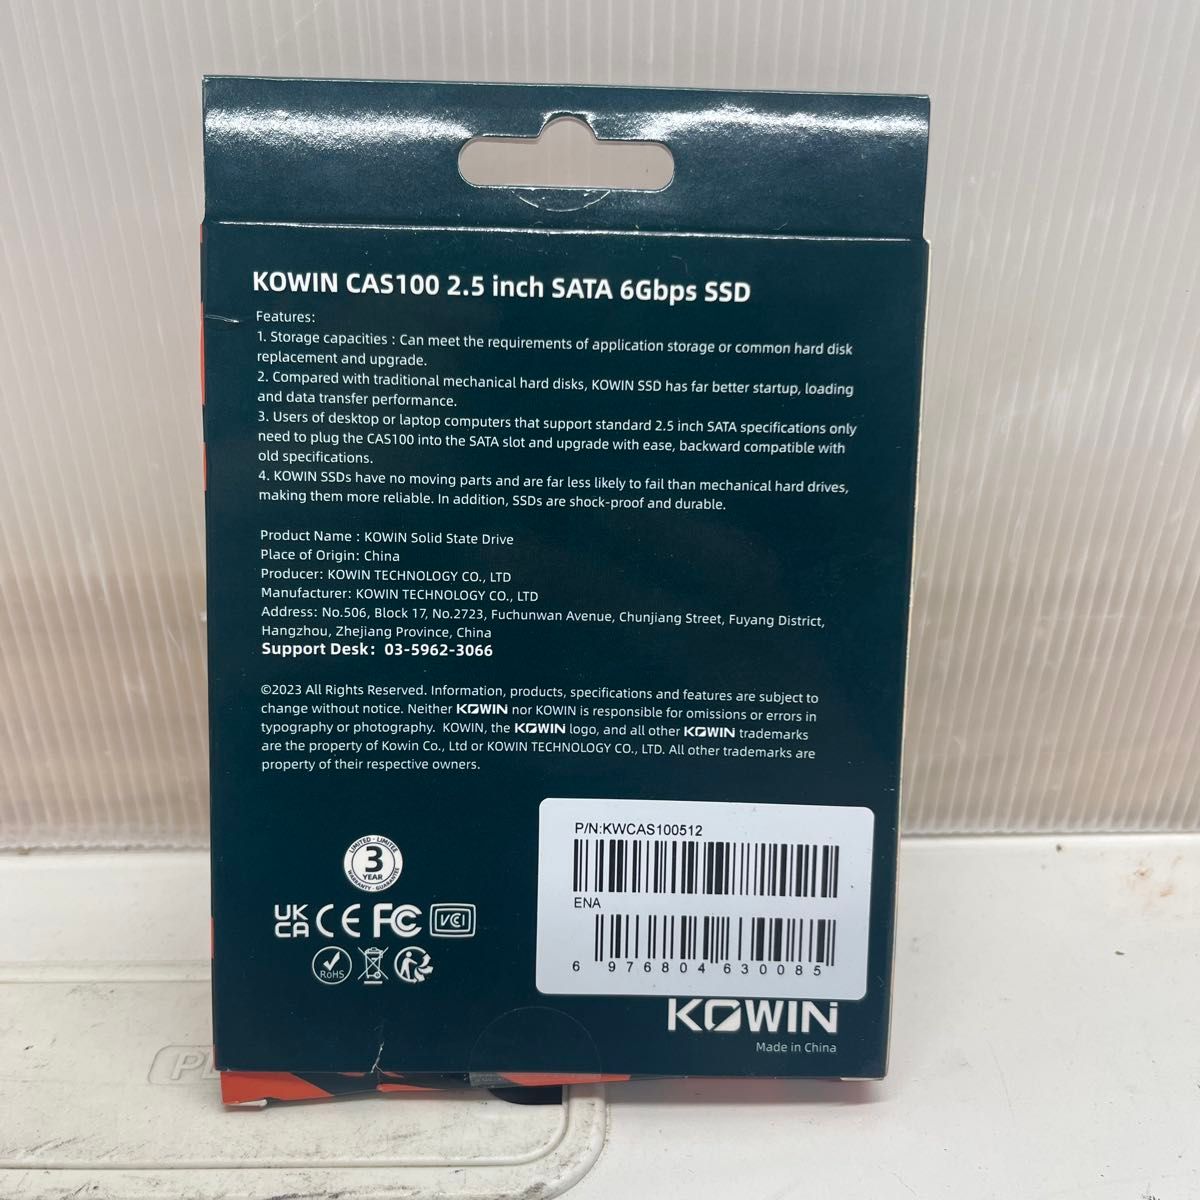 KOWIN CAS100 2.5 inch SATA 6Gbps SSD
Features:
1. Storage capacities : Can meet the requirements of application storage or common hard disk
replacement and upgrade.
2. Compared with traditional mechanical hard disks, KOWIN SSD has far better startup, loading
and data transfer performance.
3. Users of desktop or laptop computers that support standard 2.5 inch SATA specifications only
need to plug the CAS100 into the SATA slot and upgrade with ease, backward compatible with
old specifications.
4. KOWIN SSDs have no moving parts and are far less likely to fail than mechanical hard drives,
making them more reliable. In addition, SSDs are shock-proof and durable.
Product Name : KOWIN Solid State Drive
Place of Origin: China
Producer: KOWIN TECHNOLOGY CO., LTD
Manufacturer: KOWIN TECHNOLOGY CO., LTD
Address: No.506, Block 17, No.2723, Fuchunwan Avenue, Chunjiang Street, Fuyang District,
Hangzhou, Zhejiang Province, China
Support Desk: 03-5962-3066
©2023 All Rights Reserved. Information, products, specifications and features are subject to
change without notice. Neither KOWIN nor KOWIN is responsible for omissions or errors in
typography or photography. KOWIN, the KOWIN logo, and all other KOWIN trademarks
are the property of Kowin Co., Ltd or KOWIN TECHNOLOGY CO., LTD. All other trademarks are
property of their respective owners.
LIMITED - LIMITED
3
YEAR
WARRANTY - GUARANTEE
UK
CA CE FC VCCI
RoHS
P/N:KWCAS100512
ENA
6 976804 630085
KOWIN
Made in China